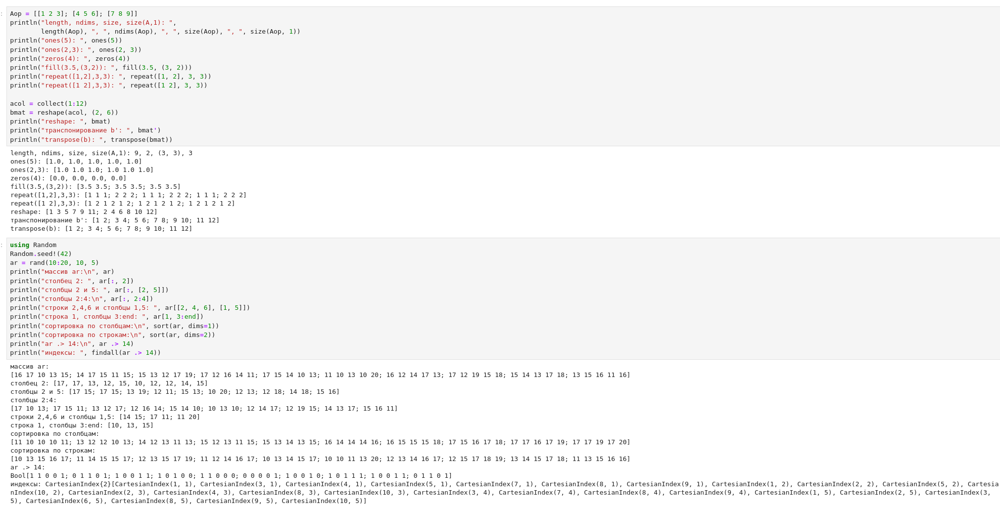 :
Aop = [[1 2 3]; [4 5 6]; [7 8 9]]
println("length, ndims, size, size(A,1): ",
        length(Aop), ", ", ndims(Aop), ", ", size(Aop), ", ", size(Aop, 1))
println("ones(5): ", ones(5))
println("ones(2,3): ", ones(2, 3))
println("zeros(4): ", zeros(4))
println("fill(3.5,(3,2)): ", fill(3.5, (3, 2)))
println("repeat([1,2],3,3): ", repeat([1, 2], 3, 3))
println("repeat([1 2],3,3): ", repeat([1 2], 3, 3))

acol = collect(1:12)
bmat = reshape(acol, (2, 6))
println("reshape: ", bmat)
println("транспонирование b': ", bmat')
println("transpose(b): ", transpose(bmat))
length, ndims, size, size(A,1): 9, 2, (3, 3), 3
ones(5): [1.0, 1.0, 1.0, 1.0, 1.0]
ones(2,3): [1.0 1.0 1.0; 1.0 1.0 1.0]
zeros(4): [0.0, 0.0, 0.0, 0.0]
fill(3.5,(3,2)): [3.5 3.5; 3.5 3.5; 3.5 3.5]
repeat([1,2],3,3): [1 1 1; 2 2 2; 1 1 1; 2 2 2; 1 1 1; 2 2 2]
repeat([1 2],3,3): [1 2 1 2 1 2; 1 2 1 2 1 2; 1 2 1 2 1 2]
reshape: [1 3 5 7 9 11; 2 4 6 8 10 12]
транспонирование b': [1 2; 3 4; 5 6; 7 8; 9 10; 11 12]
transpose(b): [1 2; 3 4; 5 6; 7 8; 9 10; 11 12]
:
using Random
Random.seed!(42)
ar = rand(10:20, 10, 5)
println("массив ar:\n", ar)
println("столбец 2: ", ar[:, 2])
println("столбцы 2 и 5: ", ar[:, [2, 5]])
println("столбцы 2:4:\n", ar[:, 2:4])
println("строки 2,4,6 и столбцы 1,5: ", ar[[2, 4, 6], [1, 5]])
println("строка 1, столбцы 3:end: ", ar[1, 3:end])
println("сортировка по столбцам:\n", sort(ar, dims=1))
println("сортировка по строкам:\n", sort(ar, dims=2))
println("ar .> 14:\n", ar .> 14)
println("индексы: ", findall(ar .> 14))
массив ar:
[16 17 10 13 15; 14 17 15 11 15; 15 13 12 17 19; 17 12 16 14 11; 17 15 14 10 13; 11 10 13 10 20; 16 12 14 17 13; 17 12 19 15 18; 15 14 13 17 18; 13 15 16 11 16]
столбец 2: [17, 17, 13, 12, 15, 10, 12, 12, 14, 15]
столбцы 2 и 5: [17 15; 17 15; 13 19; 12 11; 15 13; 10 20; 12 13; 12 18; 14 18; 15 16]
столбцы 2:4:
[17 10 13; 17 15 11; 13 12 17; 12 16 14; 15 14 10; 10 13 10; 12 14 17; 12 19 15; 14 13 17; 15 16 11]
строки 2,4,6 и столбцы 1,5: [14 15; 17 11; 11 20]
строка 1, столбцы 3:end: [10, 13, 15]
сортировка по столбцам:
[11 10 10 10 11; 13 12 12 10 13; 14 12 13 11 13; 15 12 13 11 15; 15 13 14 13 15; 16 14 14 14 16; 16 15 15 15 18; 17 15 16 17 18; 17 17 16 17 19; 17 17 19 17 20]
сортировка по строкам:
[10 13 15 16 17; 11 14 15 15 17; 12 13 15 17 19; 11 12 14 16 17; 10 13 14 15 17; 10 10 11 13 20; 12 13 14 16 17; 12 15 17 18 19; 13 14 15 17 18; 11 13 15 16 16]
ar .> 14:
Bool[1 1 0 0 1; 0 1 1 0 1; 1 0 0 1 1; 1 0 1 0 0; 1 1 0 0 0; 0 0 0 0 1; 1 0 0 1 0; 1 0 1 1 1; 1 0 0 1 1; 0 1 1 0 1]
индексы: CartesianIndex{2}[CartesianIndex(1, 1), CartesianIndex(3, 1), CartesianIndex(4, 1), CartesianIndex(5, 1), CartesianIndex(7, 1), CartesianIndex(8, 1), CartesianIndex(9, 1), CartesianIndex(1, 2), CartesianIndex(2, 2), CartesianIndex(5, 2), Cartesia
nIndex(10, 2), CartesianIndex(2, 3), CartesianIndex(4, 3), CartesianIndex(8, 3), CartesianIndex(10, 3), CartesianIndex(3, 4), CartesianIndex(7, 4), CartesianIndex(8, 4), CartesianIndex(9, 4), CartesianIndex(1, 5), CartesianIndex(2, 5), CartesianIndex(3,
5), CartesianIndex(6, 5), CartesianIndex(8, 5), CartesianIndex(9, 5), CartesianIndex(10, 5)]